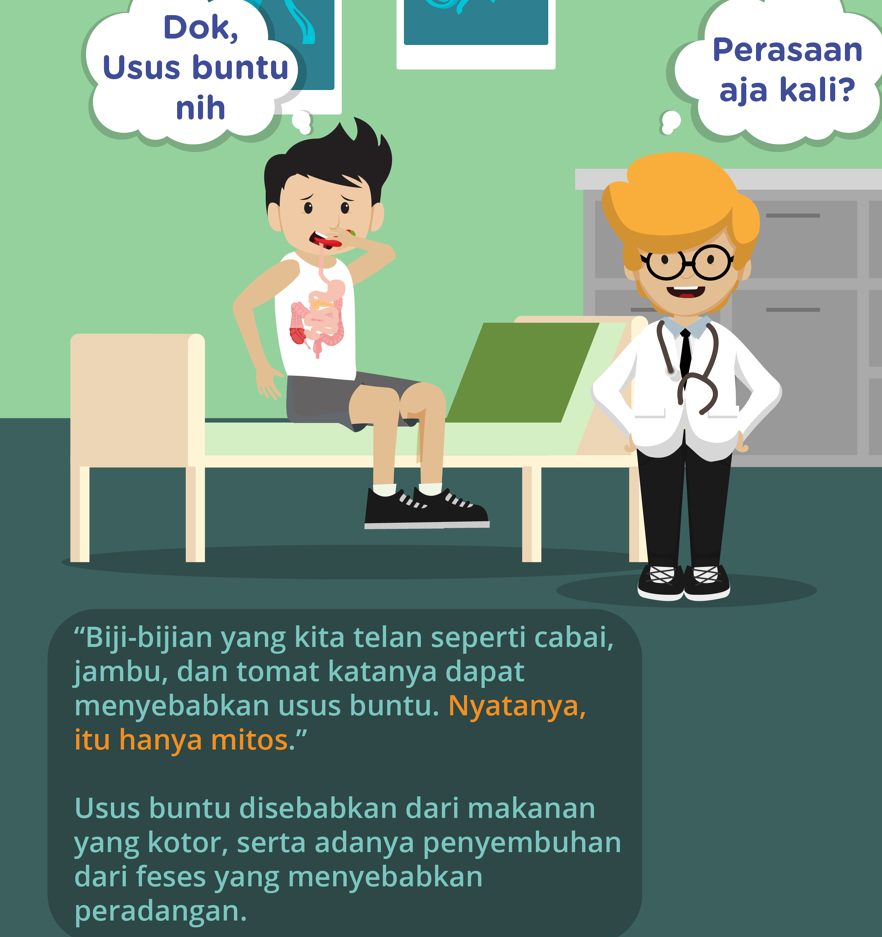 Dok,
Usus buntu
nih
Perasaan
aja kali?
“Biji-bijian yang kita telan seperti cabai,
jambu, dan tomat katanya dapat
menyebabkan usus buntu. Nyatanya,
itu hanya mitos.”
Usus buntu disebabkan dari makanan
yang kotor, serta adanya penyembuhan
dari feses yang menyebabkan
peradangan.